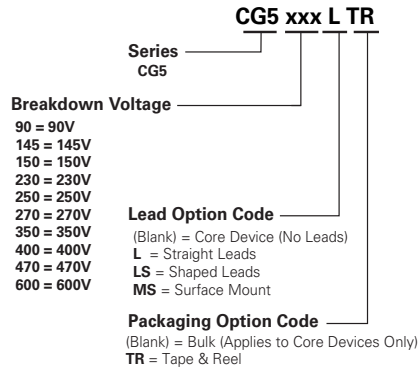 CG5 xxx L TR
Series
CG5
Breakdown Voltage
90 = 90V
145 = 145V
150 = 150V
230 = 230V
250 = 250V
270 = 270V
350 = 350V
400 = 400V
470 = 470V
600 = 600V
Lead Option Code
(Blank) = Core Device (No Leads)
L = Straight Leads
LS = Shaped Leads
MS = Surface Mount
Packaging Option Code
(Blank) = Bulk (Applies to Core Devices Only)
TR = Tape & Reel